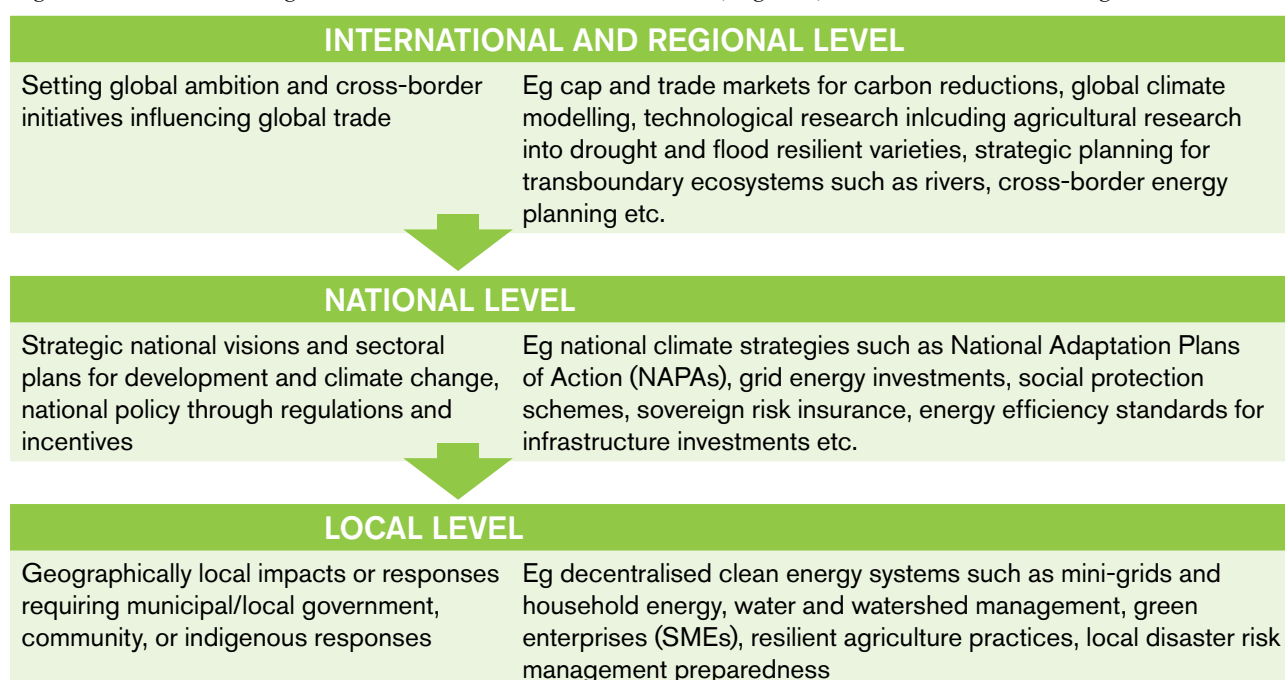 INTERNATIONAL AND REGIONAL LEVEL
Setting global ambition and cross-border
initiatives influencing global trade
Eg cap and trade markets for carbon reductions, global climate
modelling, technological research inlcuding agricultural research
into drought and flood resilient varieties, strategic planning for
transboundary ecosystems such as rivers, cross-border energy
planning etc.
NATIONAL LEVEL
Strategic national visions and sectoral
plans for development and climate change,
national policy through regulations and
incentives
Eg national climate strategies such as National Adaptation Plans
of Action (NAPAs), grid energy investments, social protection
schemes, sovereign risk insurance, energy efficiency standards for
infrastructure investments etc.
LOCAL LEVEL
Geographically local impacts or responses
requiring municipal/local government,
community, or indigenous responses
Eg decentralised clean energy systems such as mini-grids and
household energy, water and watershed management, green
enterprises (SMEs), resilient agriculture practices, local disaster risk
management preparedness